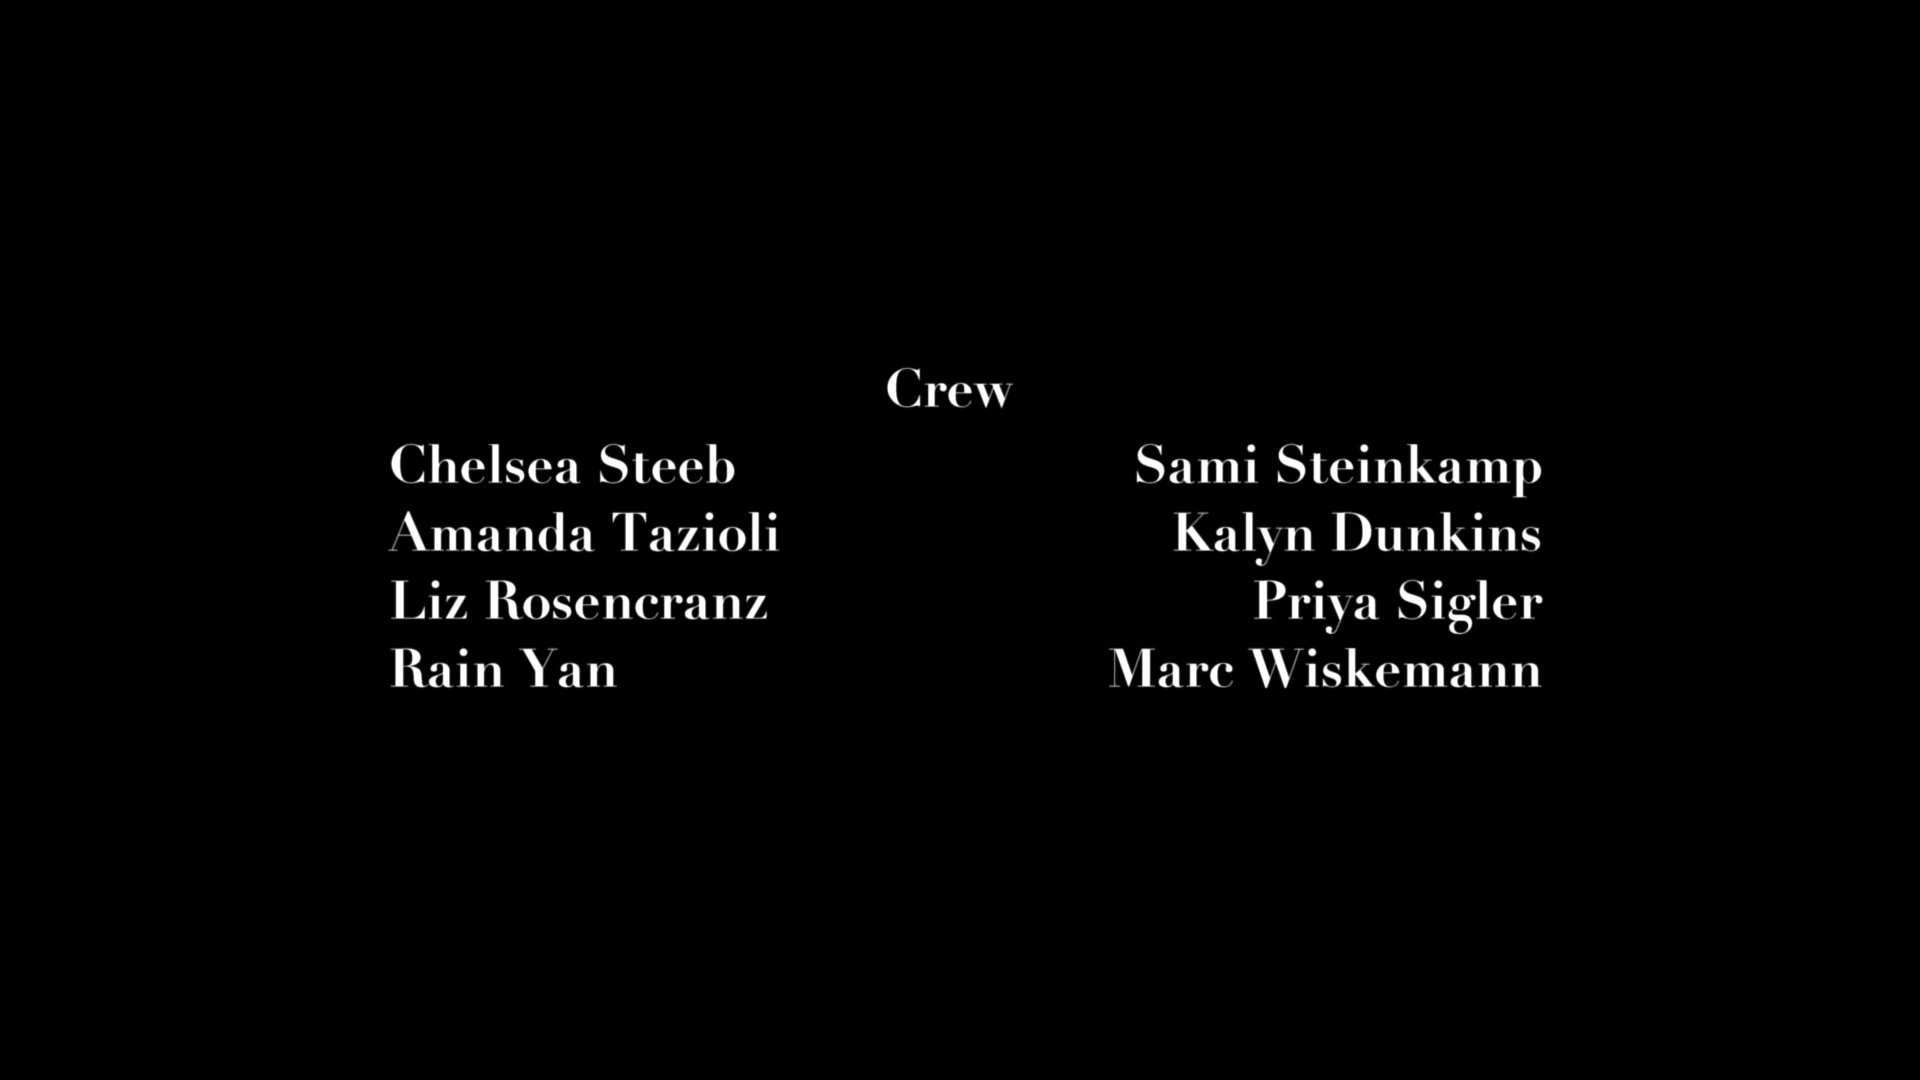 Crew
Chelsea Steeb Sami Steinkamp
Amanda Tazioli Kalyn Dunkins
Liz Rosencranz Priya Sigler
Rain Yan Marc Wiskemann